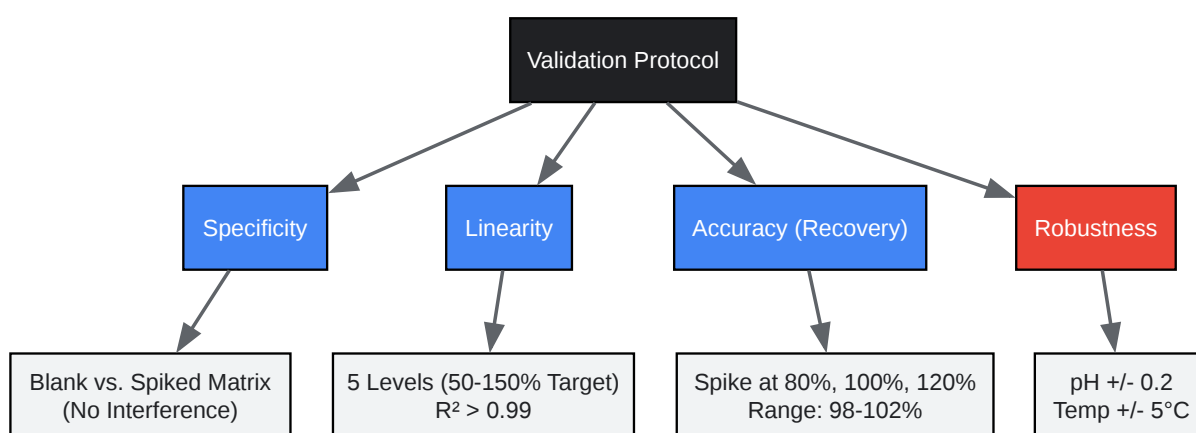 Validation Protocol
Specificity
Linearity
Accuracy (Recovery)
Robustness
Blank vs. Spiked Matrix
(No Interference)
5 Levels (50-150% Target)
R² > 0.99
Spike at 80%, 100%, 120%
Range: 98-102%
pH +/- 0.2
Temp +/- 5°C